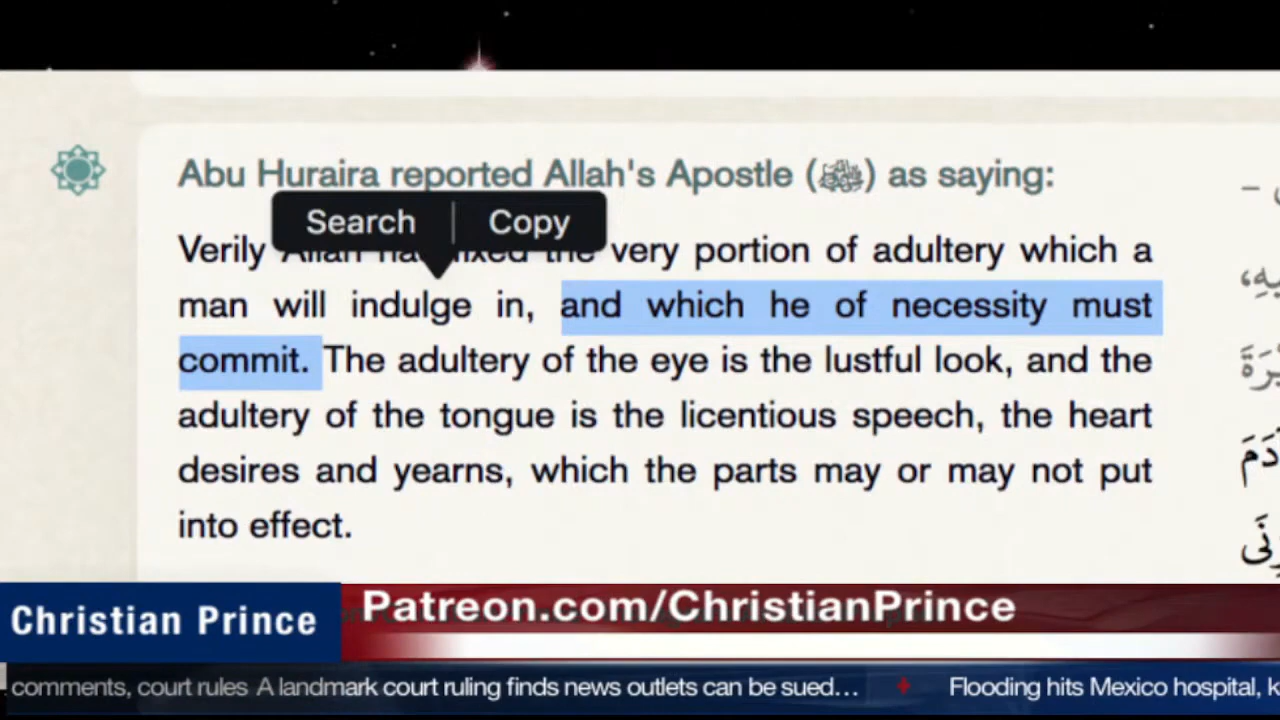 Abu Huraira reported Allah's Apostle (ﷺ) as saying:
Search Copy
Verily Allah has fixed the very portion of adultery which a
man will indulge in, and which he of necessity must
commit. The adultery of the eye is the lustful look, and the
adultery of the tongue is the licentious speech, the heart
desires and yearns, which the parts may or may not put
into effect.
Christian Prince
Patreon.com/ChristianPrince
comments, court rules A landmark court ruling finds news outlets can be sued... Flooding hits Mexico hospital, k